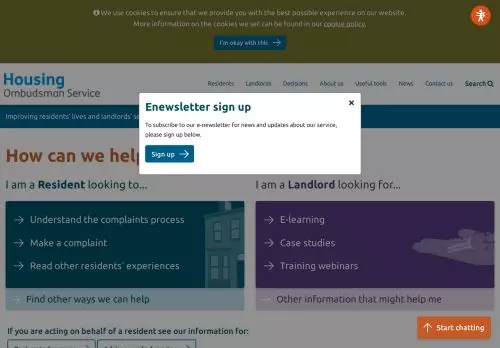 We use cookies to ensure that we provide you with the best possible experience on our website.
More information on the cookies we set can be found in our cookie policy.
I'm okay with this
Housing
Ombudsman Service
Residents Landlords Decisions About us Useful tools News Contact us Search
Improving residents' lives and landlords'
Enewsletter sign up ×
To subscribe to our e-newsletter for news and updates about our service,
please sign up below.
Sign up
How can we help
I am a Resident looking to...
I am a Landlord looking for...
Understand the complaints process
Make a complaint
Read other residents' experiences
Find other ways we can help
E-learning
Case studies
Training webinars
Other information that might help me
Start chatting
If you are acting on behalf of a resident see our information for: